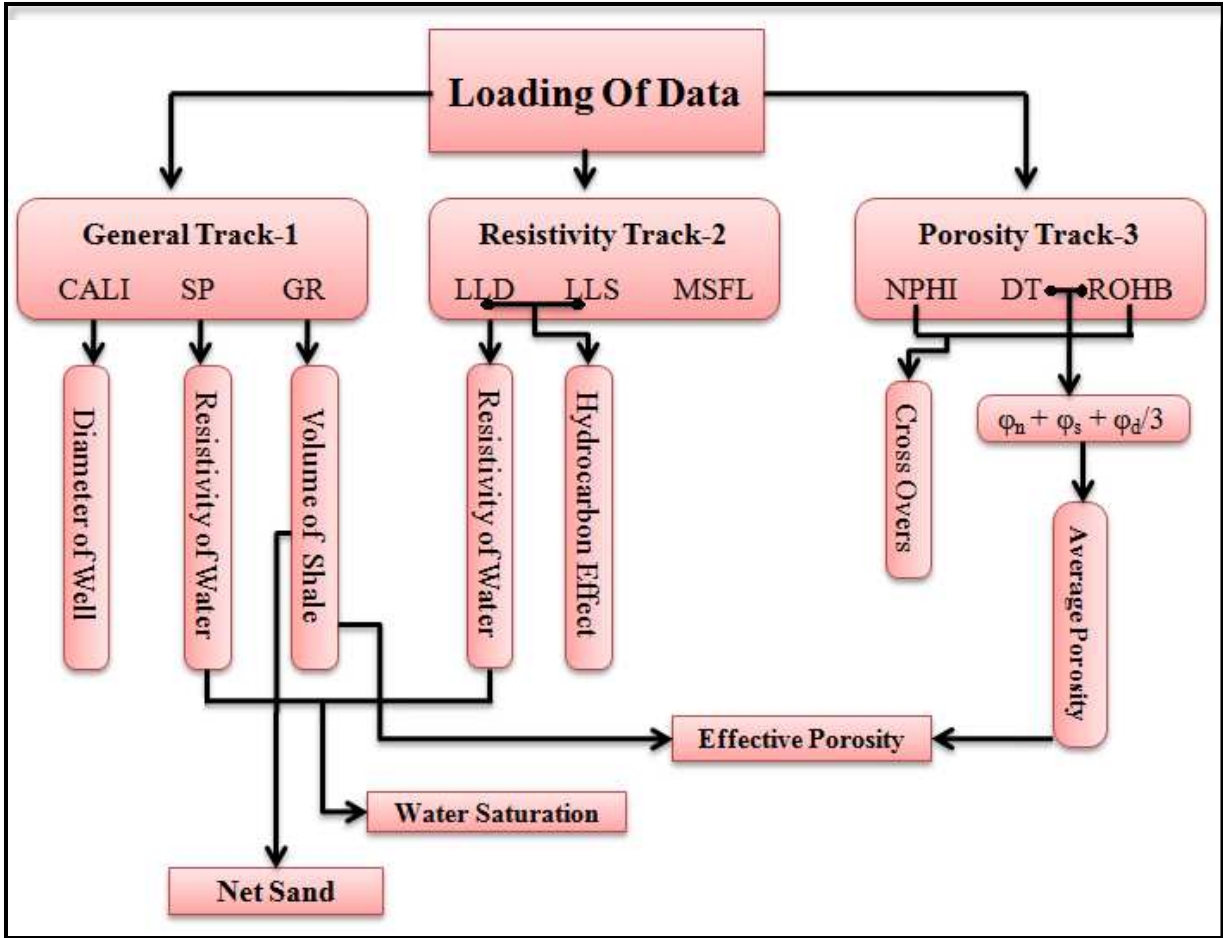 Loading Of Data
General Track-1
CALI SP GR
Resistivity Track-2
LLD LLS MSFL
Porosity Track-3
NPHI DT ROHB
Diameter of Well
Resistivity of Water
Volume of Shale
Resistivity of Water
Hydrocarbon Effect
Cross Overs
φn + φs + φd/3
Average Porosity
Effective Porosity
Water Saturation
Net Sand